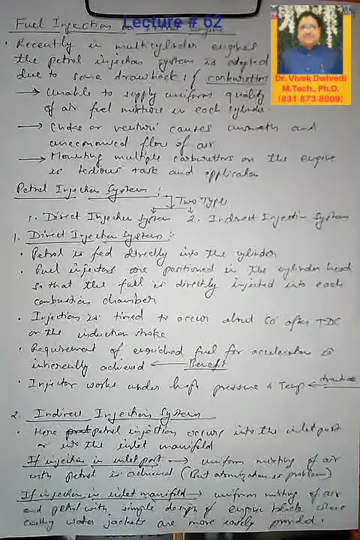 Fuel Injection in
Lecture # 62
Dr. Vivek Dwivedi
M.Tech., Ph.D.
(831-873-8909)
• Recently in multicylinder engines
the petrol injection system is adopted
due to some drawbacks of carburettors
→ Unable to supply uniform quality
of air fuel mixture in each cylinder
→ Choke or venturi causes and
uneconomical flow of air
→ Mounting multiple carburettors on the engine
is tedious task and application
Petrol Injection System :
Two Types
1. Direct Injection System 2. Indirect Injection System
1. Direct Injection System :
• Petrol is fed directly into the cylinder
• Fuel injectors are positioned in the cylinder head
so that the fuel is directly injected into each
combustion chamber
• Injection is timed to occur about 60 after TDC
on the induction stroke
• Requirement of enriched fuel for acceleration is
inherently achieved ← Benefit
• Injector works under high pressure & Temp ←
2. Indirect Injection System
• Here petrol injection occurs into the inlet port
or into the inlet manifold
If injection in inlet port → uniform mixing of air
with petrol is achieved (But atomization is problem)
If injection in inlet manifold → uniform mixing of air
and petrol with simple design of engine block where
water jackets are more easily provided.